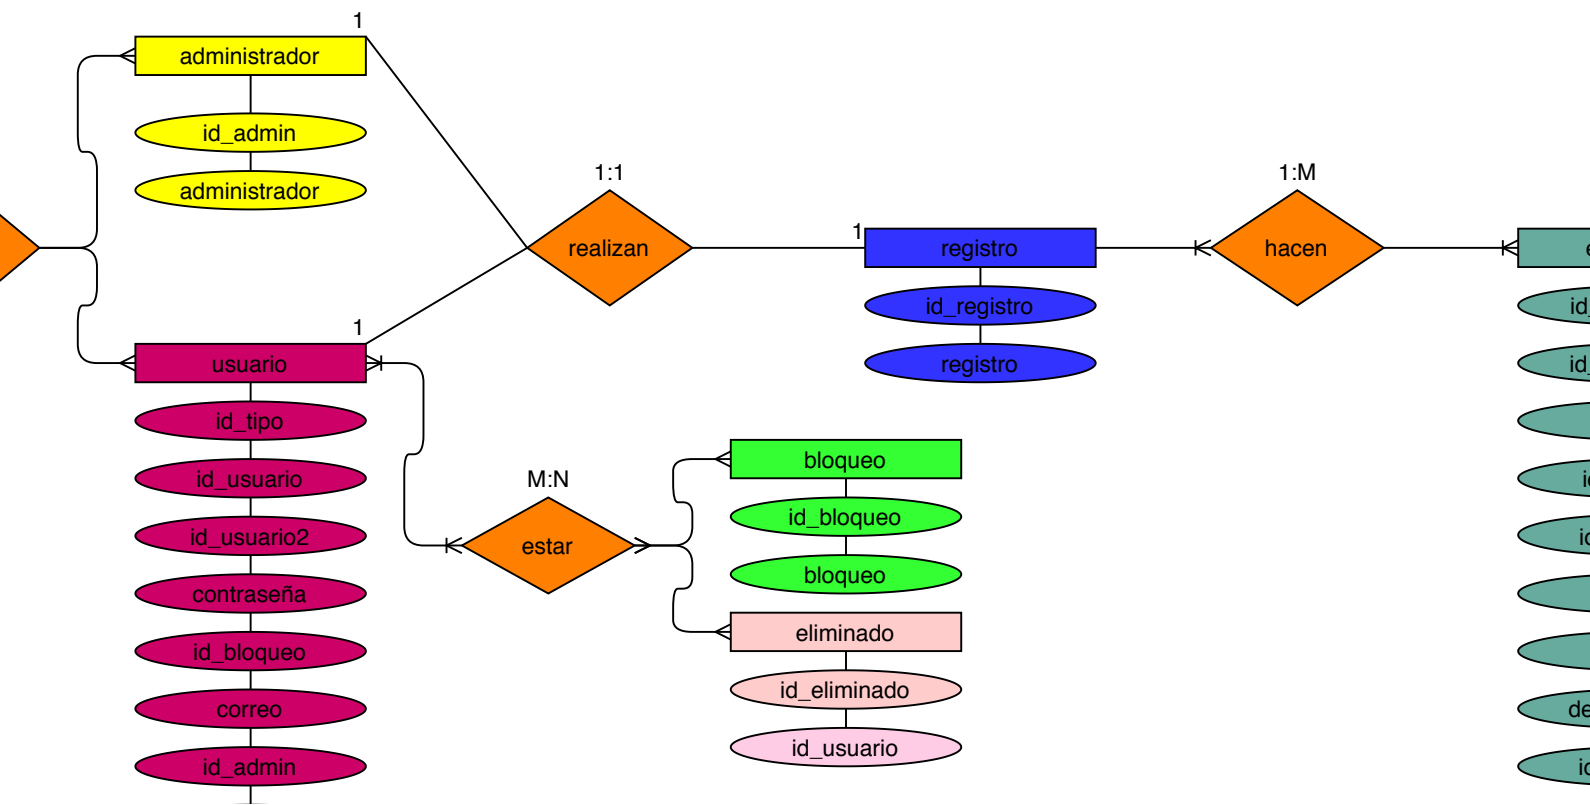 1
administrador
id_admin
administrador
1:1
realizan
1
registro
id_registro
registro
1:M
hacen
1
usuario
id_tipo
id_usuario
id_usuario2
contraseña
id_bloqueo
correo
id_admin
M:N
estar
bloqueo
id_bloqueo
bloqueo
eliminado
id_eliminado
id_usuario